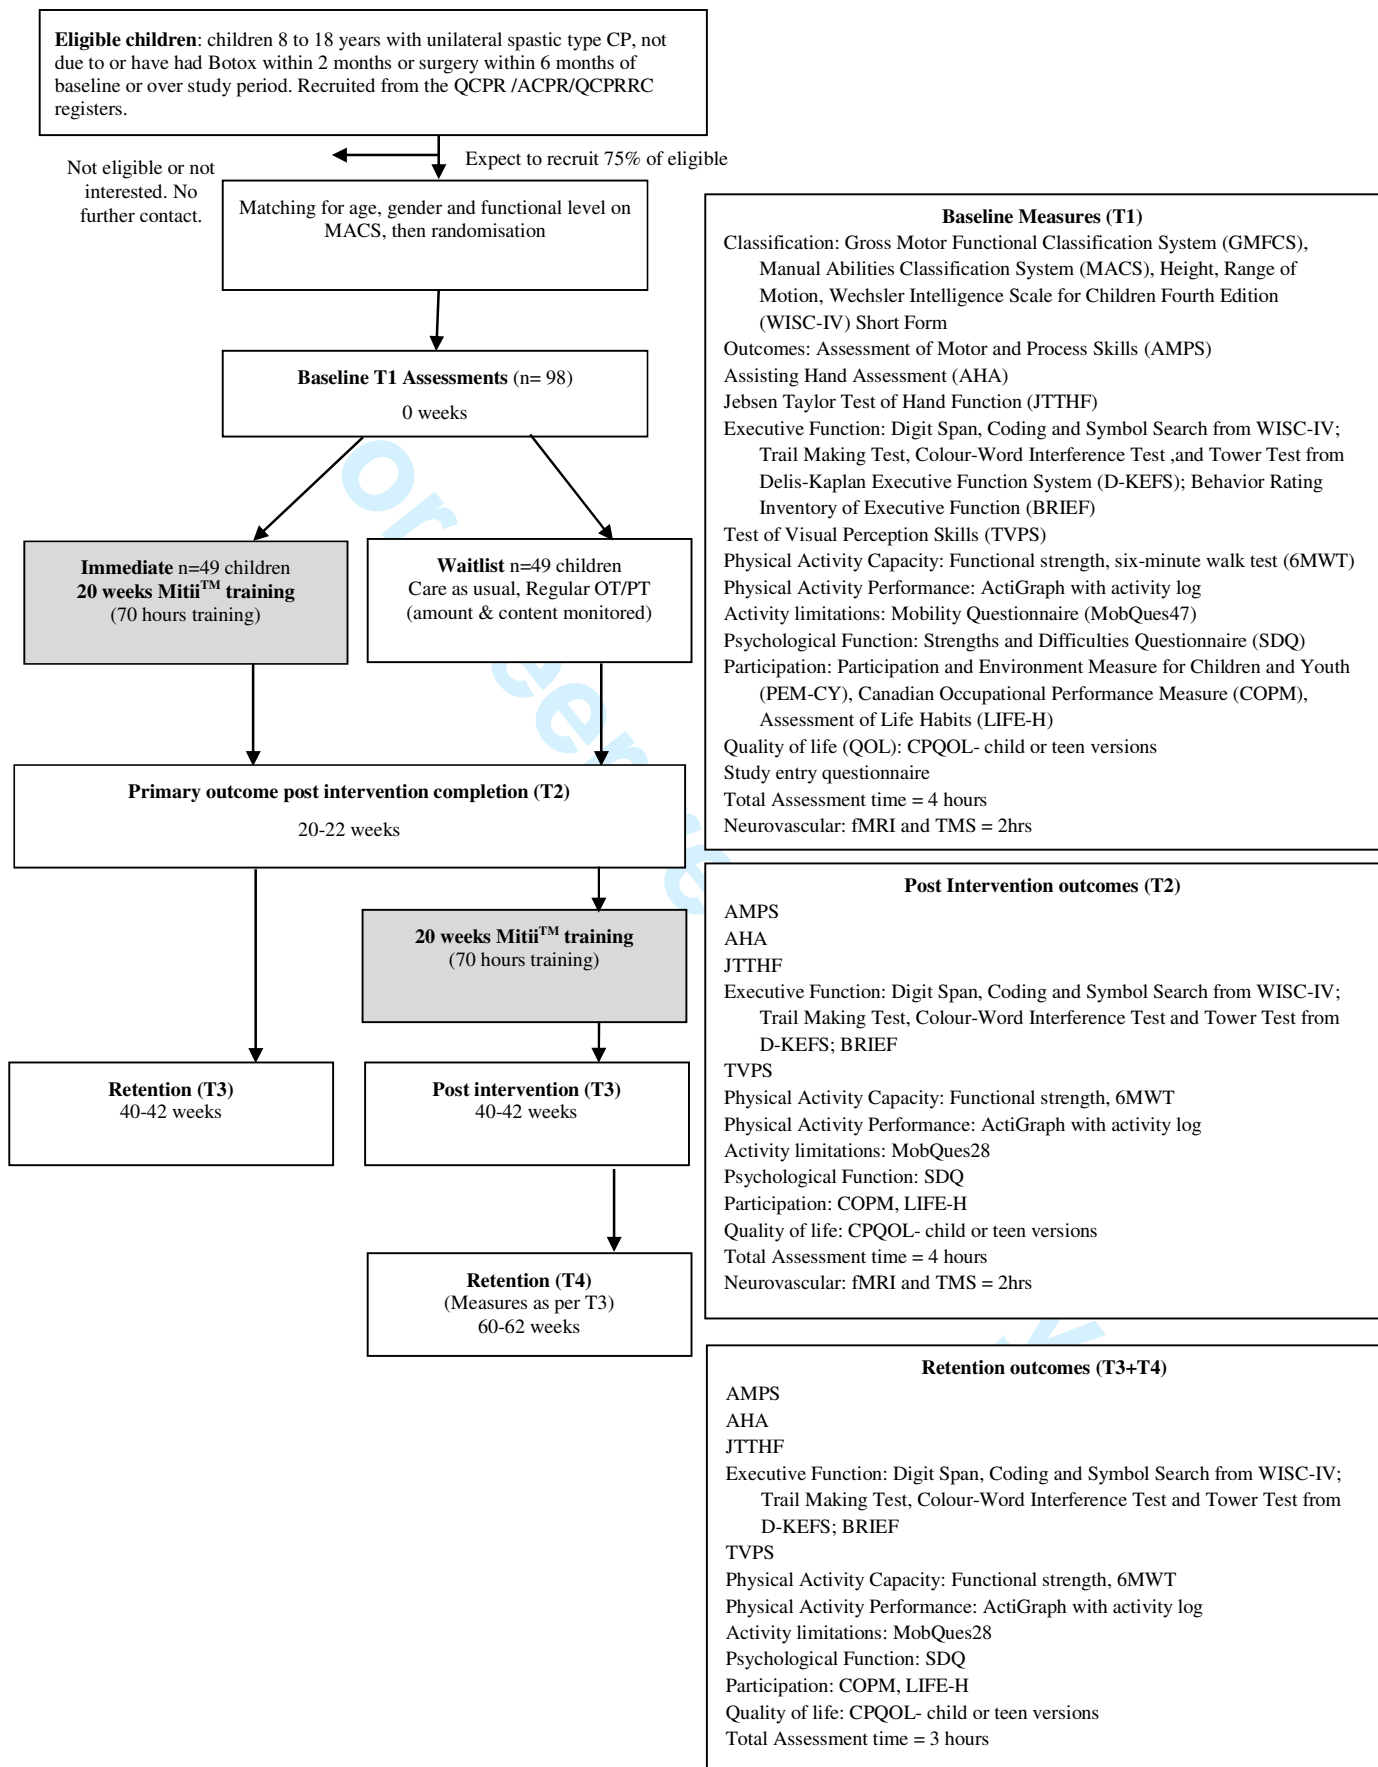 Eligible children: children 8 to 18 years with unilateral spastic type CP, not
due to or have had Botox within 2 months or surgery within 6 months of
baseline or over study period. Recruited from the QCPR /ACPR/QCPRRC
registers.
Not eligible or not
interested. No
further contact.
Expect to recruit 75% of eligible
Matching for age, gender and functional level on
MACS, then randomisation
Baseline T1 Assessments (n= 98)
0 weeks
Immediate n=49 children
20 weeks Mitii™ training
(70 hours training)
Waitlist n=49 children
Care as usual, Regular OT/PT
(amount & content monitored)
Primary outcome post intervention completion (T2)
20-22 weeks
20 weeks Mitii™ training
(70 hours training)
Retention (T3)
40-42 weeks
Post intervention (T3)
40-42 weeks
Retention (T4)
(Measures as per T3)
60-62 weeks
Baseline Measures (T1)
Classification: Gross Motor Functional Classification System (GMFCS),
Manual Abilities Classification System (MACS), Height, Range of
Motion, Wechsler Intelligence Scale for Children Fourth Edition
(WISC-IV) Short Form
Outcomes: Assessment of Motor and Process Skills (AMPS)
Assisting Hand Assessment (AHA)
Jebsen Taylor Test of Hand Function (JTTHF)
Executive Function: Digit Span, Coding and Symbol Search from WISC-IV;
Trail Making Test, Colour-Word Interference Test ,and Tower Test from
Delis-Kaplan Executive Function System (D-KEFS); Behavior Rating
Inventory of Executive Function (BRIEF)
Test of Visual Perception Skills (TVPS)
Physical Activity Capacity: Functional strength, six-minute walk test (6MWT)
Physical Activity Performance: ActiGraph with activity log
Activity limitations: Mobility Questionnaire (MobQues47)
Psychological Function: Strengths and Difficulties Questionnaire (SDQ)
Participation: Participation and Environment Measure for Children and Youth
(PEM-CY), Canadian Occupational Performance Measure (COPM),
Assessment of Life Habits (LIFE-H)
Quality of life (QOL): CPQOL- child or teen versions
Study entry questionnaire
Total Assessment time = 4 hours
Neurovascular: fMRI and TMS = 2hrs
Post Intervention outcomes (T2)
AMPS
AHA
JTTHF
Executive Function: Digit Span, Coding and Symbol Search from WISC-IV;
Trail Making Test, Colour-Word Interference Test and Tower Test from
D-KEFS; BRIEF
TVPS
Physical Activity Capacity: Functional strength, 6MWT
Physical Activity Performance: ActiGraph with activity log
Activity limitations: MobQues28
Psychological Function: SDQ
Participation: COPM, LIFE-H
Quality of life: CPQOL- child or teen versions
Total Assessment time = 4 hours
Neurovascular: fMRI and TMS = 2hrs
Retention outcomes (T3+T4)
AMPS
AHA
JTTHF
Executive Function: Digit Span, Coding and Symbol Search from WISC-IV;
Trail Making Test, Colour-Word Interference Test and Tower Test from
D-KEFS; BRIEF
TVPS
Physical Activity Capacity: Functional strength, 6MWT
Physical Activity Performance: ActiGraph with activity log
Activity limitations: MobQues28
Psychological Function: SDQ
Participation: COPM, LIFE-H
Quality of life: CPQOL- child or teen versions
Total Assessment time = 3 hours